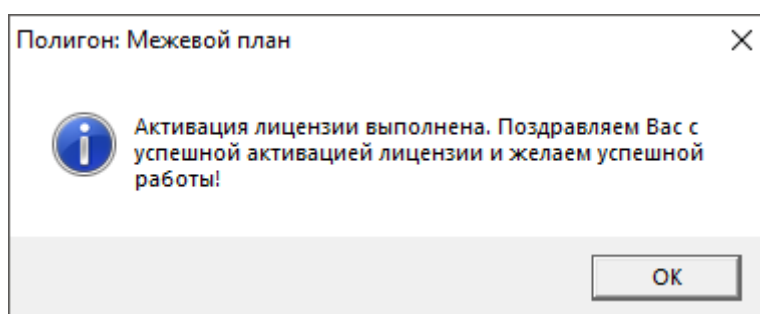 Полигон: Межевой план
Активация лицензии выполнена. Поздравляем Вас с
успешной активацией лицензии и желаем успешной
работы!
ОК